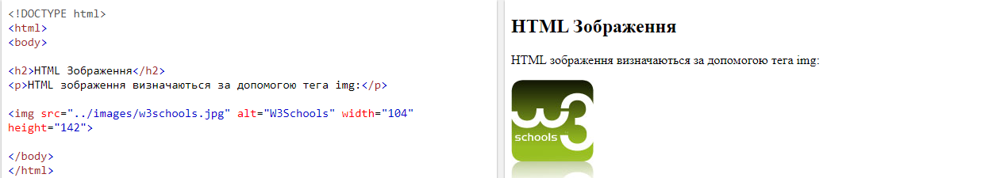 <!DOCTYPE html>
<html>
<body>
<h2>HTML Зображення</h2>
<p>HTML зображення визначаються за допомогою тега img:</p>
<img src="../images/w3schools.jpg" alt="W3Schools" width="104"
height="142">
</body>
</html>
HTML Зображення
HTML зображення визначаються за допомогою тега img:
w3
schools